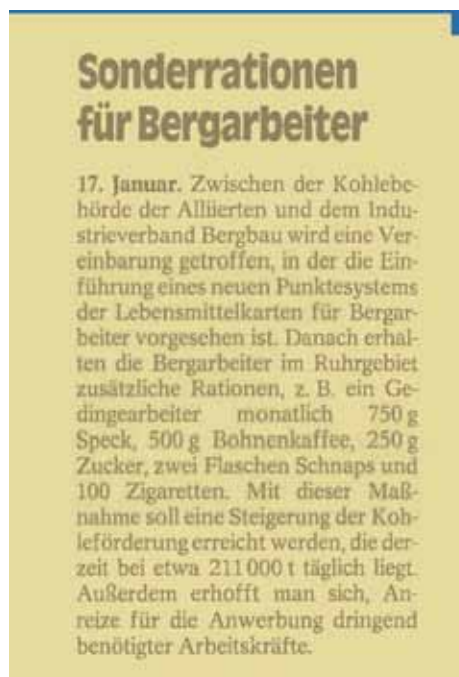 Sonderrationen
für Bergarbeiter
17. Januar. Zwischen der Kohlebe-
hörde der Alliierten und dem Indu-
strieverband Bergbau wird eine Ver-
einbarung getroffen, in der die Ein-
führung eines neuen Punktesystems
der Lebensmittelkarten für Bergar-
beiter vorgesehen ist. Danach erhal-
ten die Bergarbeiter im Ruhrgebiet
zusätzliche Rationen, z. B. ein Ge-
dingearbeiter monatlich 750 g
Speck, 500 g Bohnenkaffee, 250 g
Zucker, zwei Flaschen Schnaps und
100 Zigaretten. Mit dieser Maß-
nahme soll eine Steigerung der Koh-
leförderung erreicht werden, die der-
zeit bei etwa 211 000 t täglich liegt.
Außerdem erhofft man sich, An-
reize für die Anwerbung dringend
benötigter Arbeitskräfte.